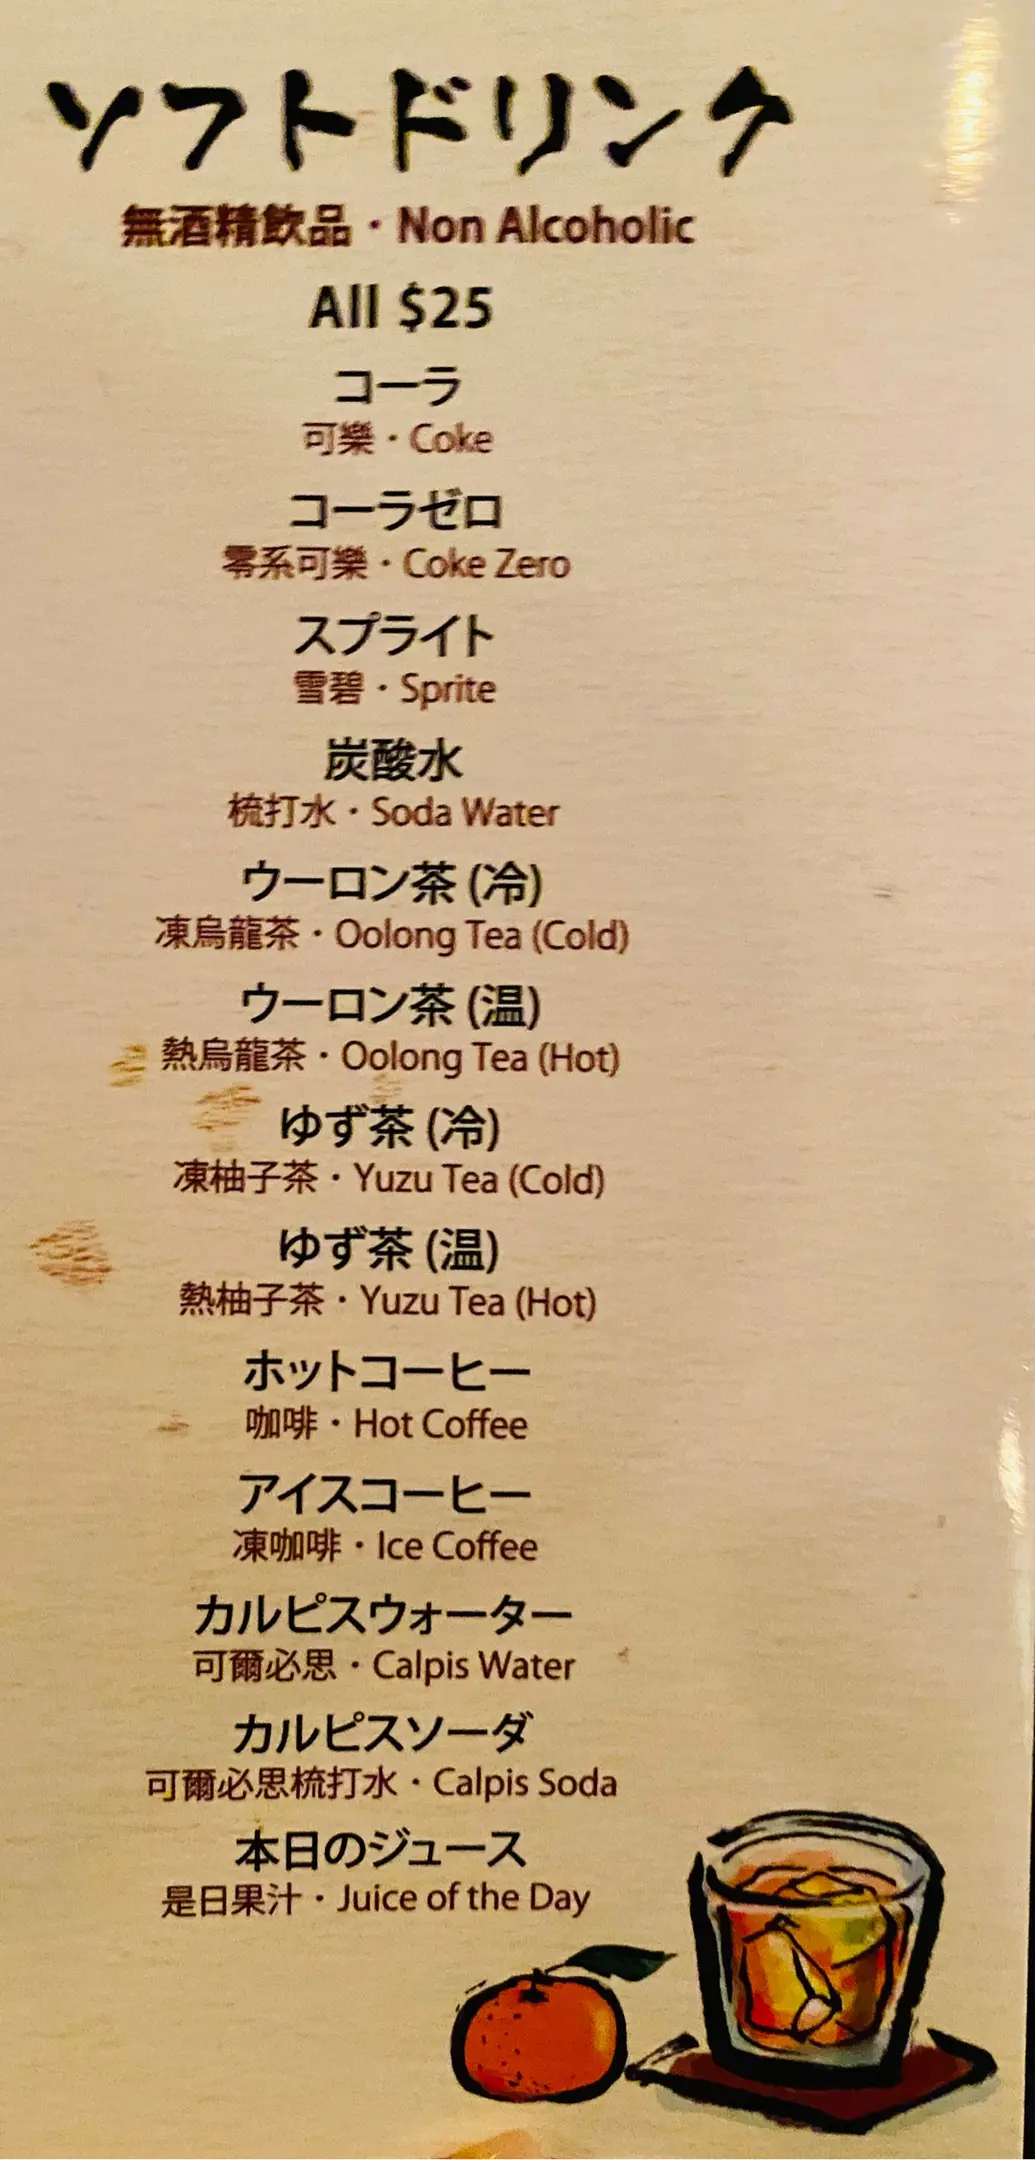 ソフトドリンク
無酒精飲品・Non Alcoholic
All $25
コーラ
可樂・Coke
コーラゼロ
零系可樂・Coke Zero
スプライト
雪碧・Sprite
炭酸水
梳打水・Soda Water
ウーロン茶 (冷)
凍烏龍茶・Oolong Tea (Cold)
ウーロン茶 (温)
熱烏龍茶・Oolong Tea (Hot)
ゆず茶 (冷)
凍柚子茶・Yuzu Tea (Cold)
ゆず茶 (温)
熱柚子茶・Yuzu Tea (Hot)
ホットコーヒー
咖啡・Hot Coffee
アイスコーヒー
凍咖啡・Ice Coffee
カルピスウォーター
可爾必思・Calpis Water
カルピスソーダ
可爾必思梳打水・Calpis Soda
本日のジュース
是日果汁・Juice of the Day